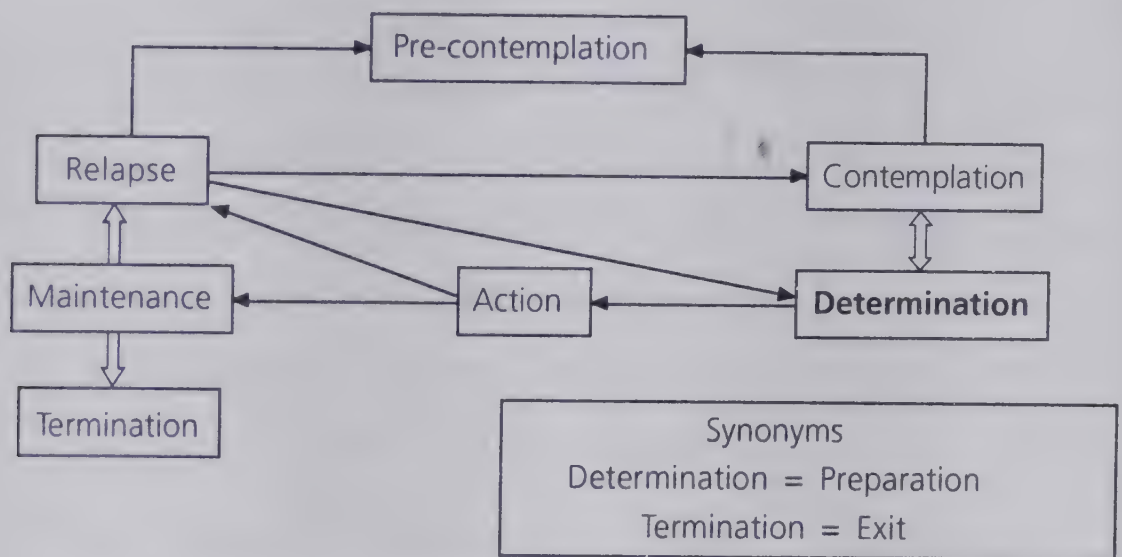 Pre-contemplation
Relapse
Contemplation
Maintenance
Action
Determination
Termination
Synonyms
Determination = Preparation
Termination = Exit